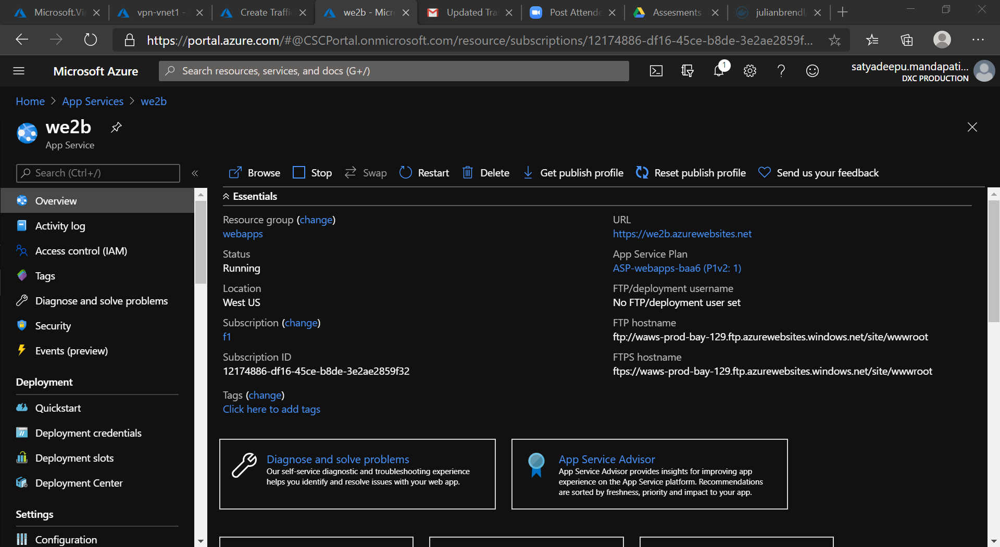 Microsoft.Vi
vpn-vnet1 -
Create Traffi
we2b - Micr
Updated Tra
Post Attende
Assesments
julianbrendl
https://portal.azure.com/#@CSCPortal.onmicrosoft.com/resource/subscriptions/12174886-df16-45ce-b8de-3e2ae2859f...
Microsoft Azure
Search resources, services, and docs (G+/)
1
satyadeepu.mandapati...
DXC PRODUCTION
Home > App Services > we2b
we2b
App Service
Search (Ctrl+/)
«
Browse
Stop
Swap
Restart
Delete
Get publish profile
Reset publish profile
Send us your feedback
Overview
Activity log
Access control (IAM)
Tags
Diagnose and solve problems
Security
Events (preview)
Deployment
Quickstart
Deployment credentials
Deployment slots
Deployment Center
Settings
Configuration
Essentials
Resource group (change)
webapps
Status
Running
Location
West US
Subscription (change)
f1
Subscription ID
12174886-df16-45ce-b8de-3e2ae2859f32
Tags (change)
Click here to add tags
URL
https://we2b.azurewebsites.net
App Service Plan
ASP-webapps-baa6 (P1v2: 1)
FTP/deployment username
No FTP/deployment user set
FTP hostname
ftp://waws-prod-bay-129.ftp.azurewebsites.windows.net/site/wwwroot
FTPS hostname
ftps://waws-prod-bay-129.ftp.azurewebsites.windows.net/site/wwwroot
Diagnose and solve problems
Our self-service diagnostic and troubleshooting experience
helps you identify and resolve issues with your web app.
App Service Advisor
App Service Advisor provides insights for improving app
experience on the App Service platform. Recommendations
are sorted by freshness, priority and impact to your app.